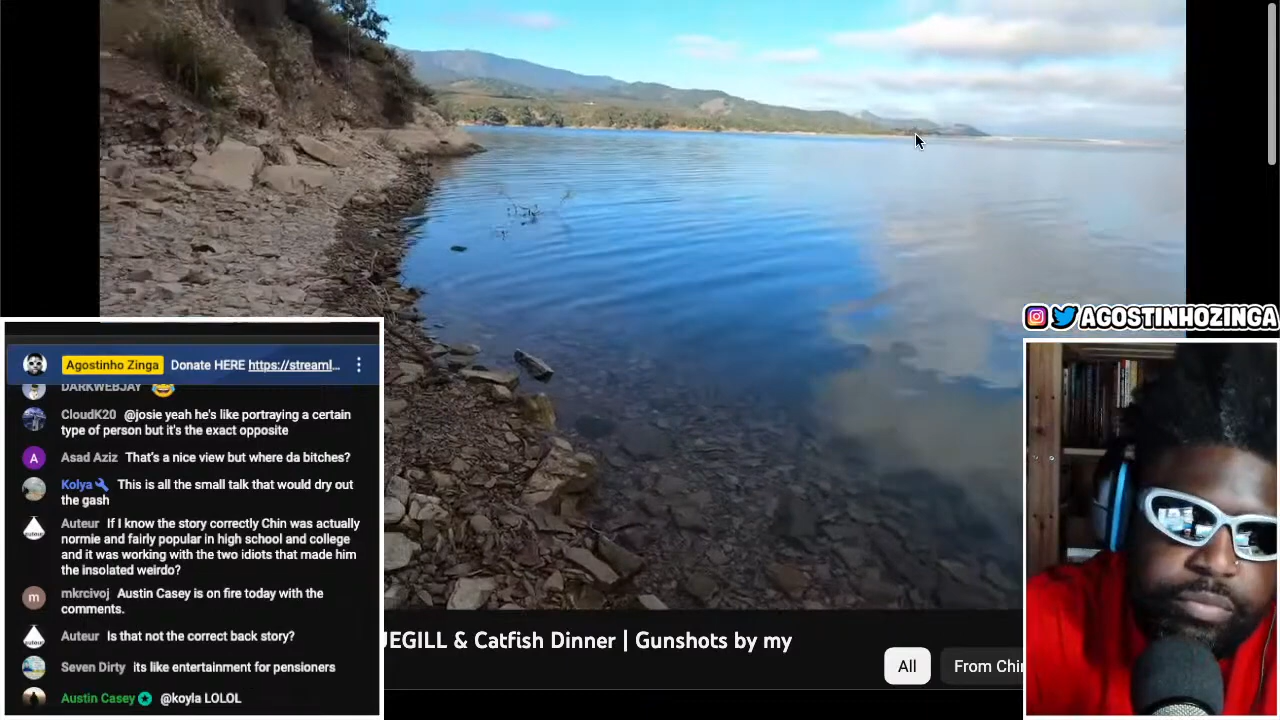 AGOSTINHOZINGA
Agostinho Zinga Donate HERE https://streaml...
DARKWEBJAY
CloudK20 @josie yeah he's like portraying a certain
type of person but it's the exact opposite
A Asad Aziz That's a nice view but where da bitches?
Kolya This is all the small talk that would dry out
the gash
Auteur If I know the story correctly Chin was actually
normie and fairly popular in high school and college
and it was working with the two idiots that made him
the insolated weirdo?
m mkrcivoj Austin Casey is on fire today with the
comments.
Auteur Is that not the correct back story?
Seven Dirty its like entertainment for pensioners
Austin Casey @koyla LOLOL
JEGILL & Catfish Dinner | Gunshots by my
All From Chi